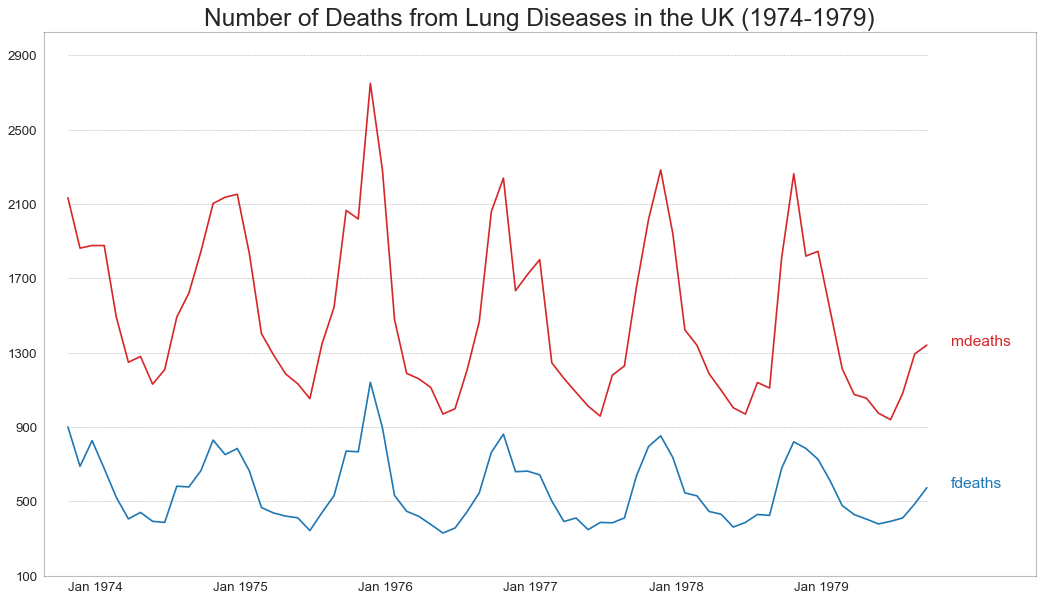 Number of Deaths from Lung Diseases in the UK (1974-1979)
2900
2500
2100
1700
1300
900
500
100
mdeaths
fdeaths
Jan 1974 Jan 1975 Jan 1976 Jan 1977 Jan 1978 Jan 1979